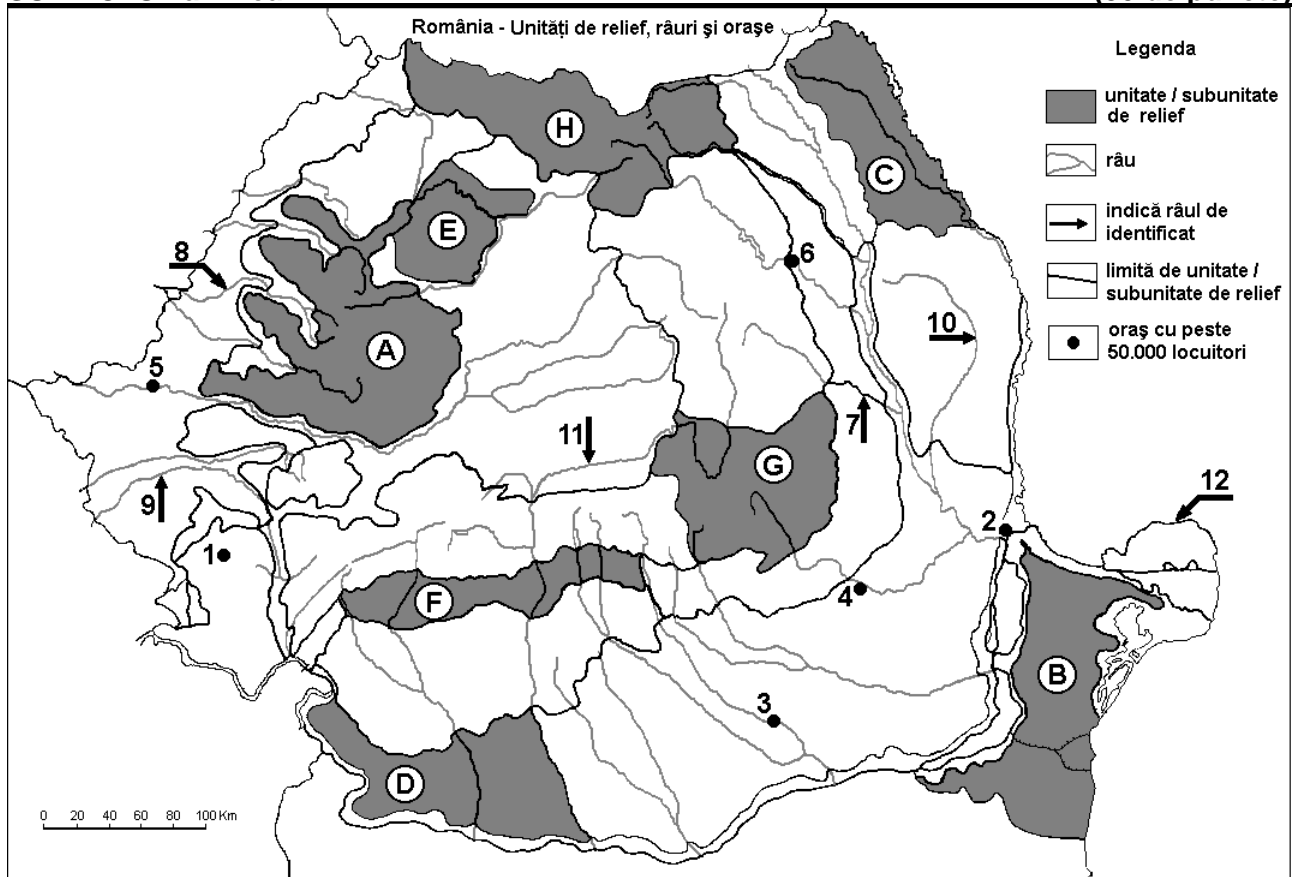 România - Unităţi de relief, râuri şi oraşe
Legenda
unitate / subunitate
de relief
râu
indică râul de
identificat
limită de unitate /
subunitate de relief
oraş cu peste
50.000 locuitori
H
C
E
6
8
A
10
5
7
11
G
12
9
2
1
F
4
B
3
D
0 20 40 60 80 100 Km